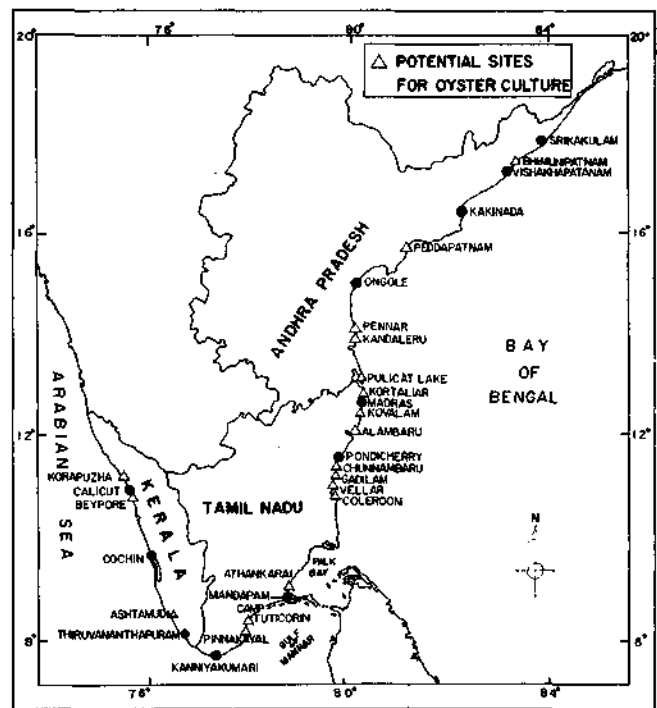 76° 80 84°
20° 20°
△ POTENTIAL SITES
FOR OYSTER CULTURE
SRIKAKULAM
BHIMUNIPATNAM
VISHAKHAPATANAM
KAKINADA
16° 16°
PEDDAPATNAM
ANDHRA PRADESH
ONGOLE
PENNAR
KANDALERU
BAY
OF
BENGAL
PULICAT LAKE
KORTALIAR
MADRAS
KOVALAM
ALAMBARU
ARABIAN SEA
12° 12°
PONDICHERRY
CHUNNAMBARU
GADILAM
VELLAR
COLEROON
KORAPUZHA
CALICUT
BEYPORE
KERALA
TAMIL NADU
N
COCHIN
PALK
BAY
ATHANKARAI
MANDAPAM
CAMP
ASHTAMUDI
TUTICORIN
THIRUVANANTHAPURAM
PINNAKAYAL
GULF
OF
MANNAR
8° 8°
KANNIYAKUMARI
76° 80° 84°